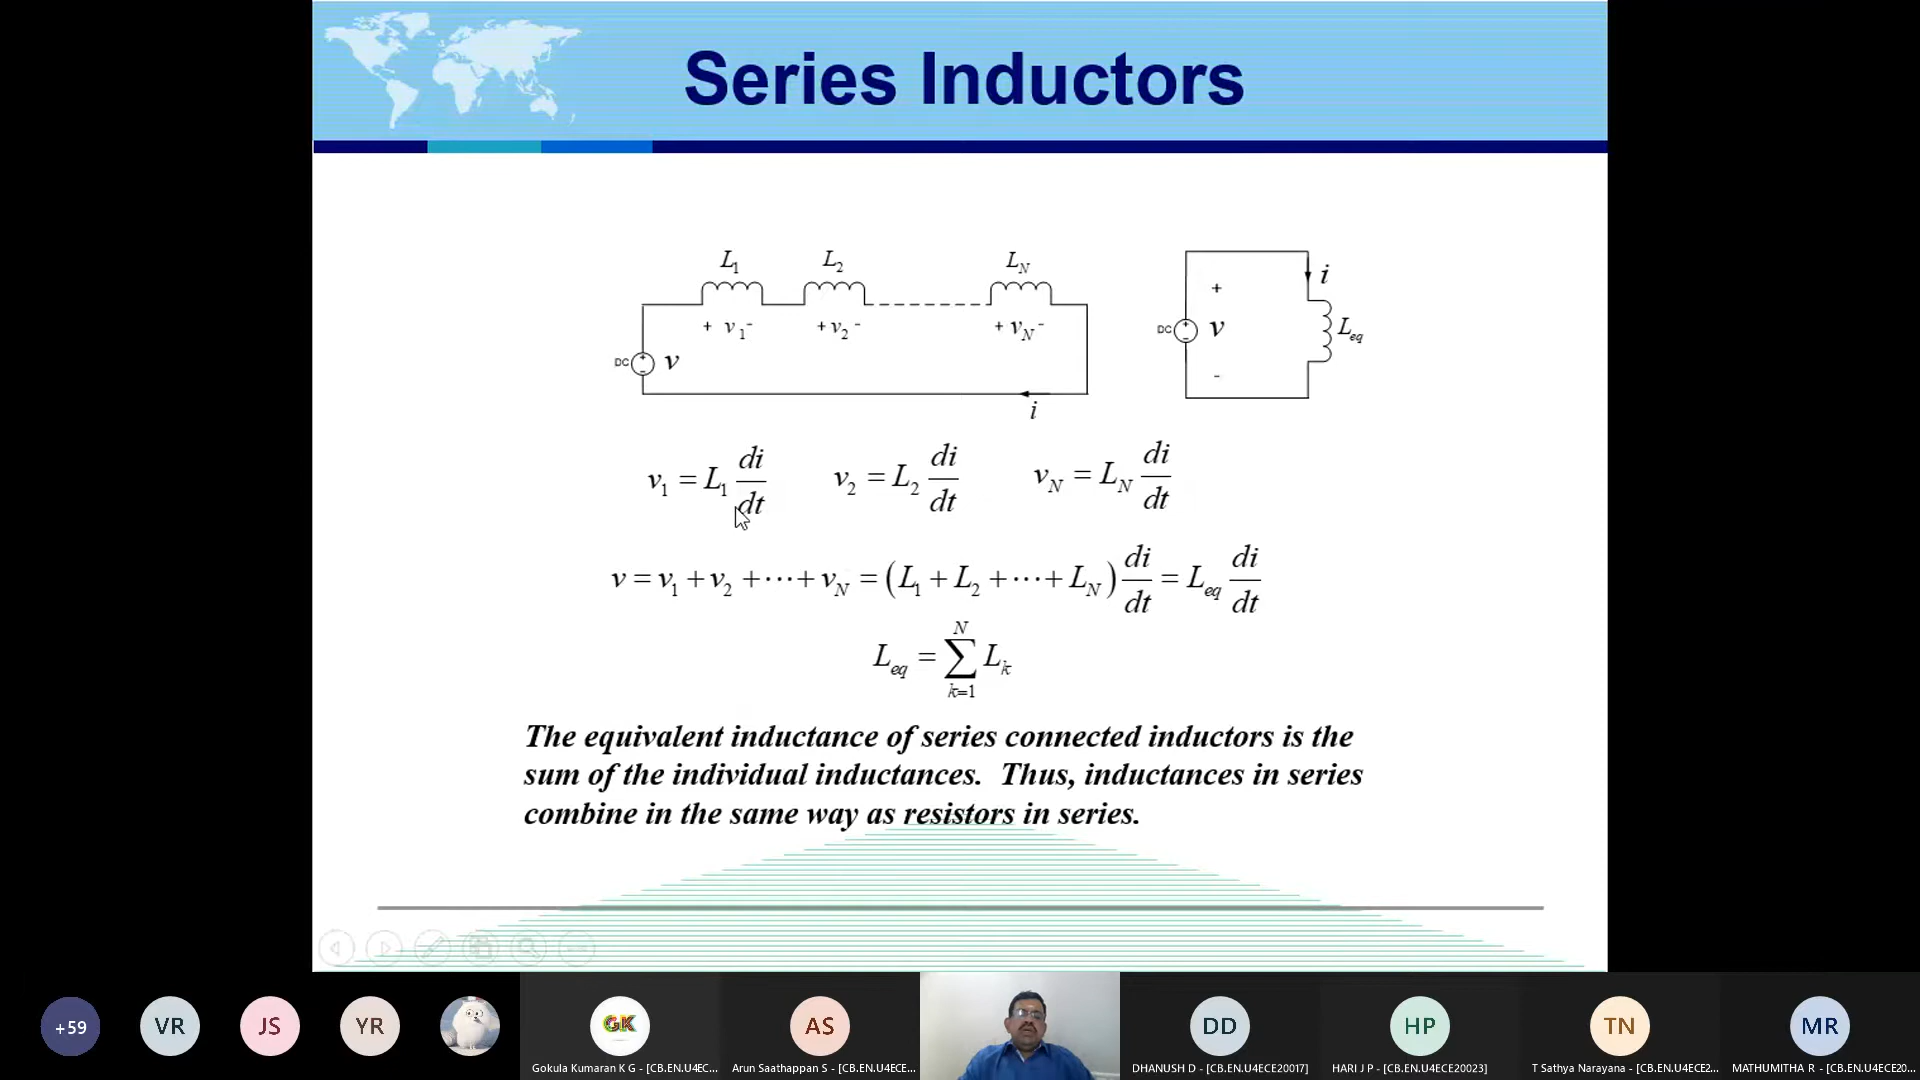 Series Inductors
L1 L2 LN
+ v1 - + v2 - + vN -
DC + - v
i
i
+
DC + - v Leq
-
v1 = L1 di/dt v2 = L2 di/dt vN = LN di/dt
v = v1 + v2 + ⋯ + vN = (L1 + L2 + ⋯ + LN) di/dt = Leq di/dt
Leq = ∑ k=1 N Lk
The equivalent inductance of series connected inductors is the
sum of the individual inductances. Thus, inductances in series
combine in the same way as resistors in series.
+59 VR JS YR GK AS DD HP TN MR
Gokula Kumaran K G - [CB.EN.U4EC... Arun Saathappan S - [CB.EN.U4ECE... DHANUSH D - [CB.EN.U4ECE20017] HARI J P - [CB.EN.U4ECE20023] T Sathya Narayana - [CB.EN.U4ECE2... MATHUMITHA R - [CB.EN.U4ECE20...